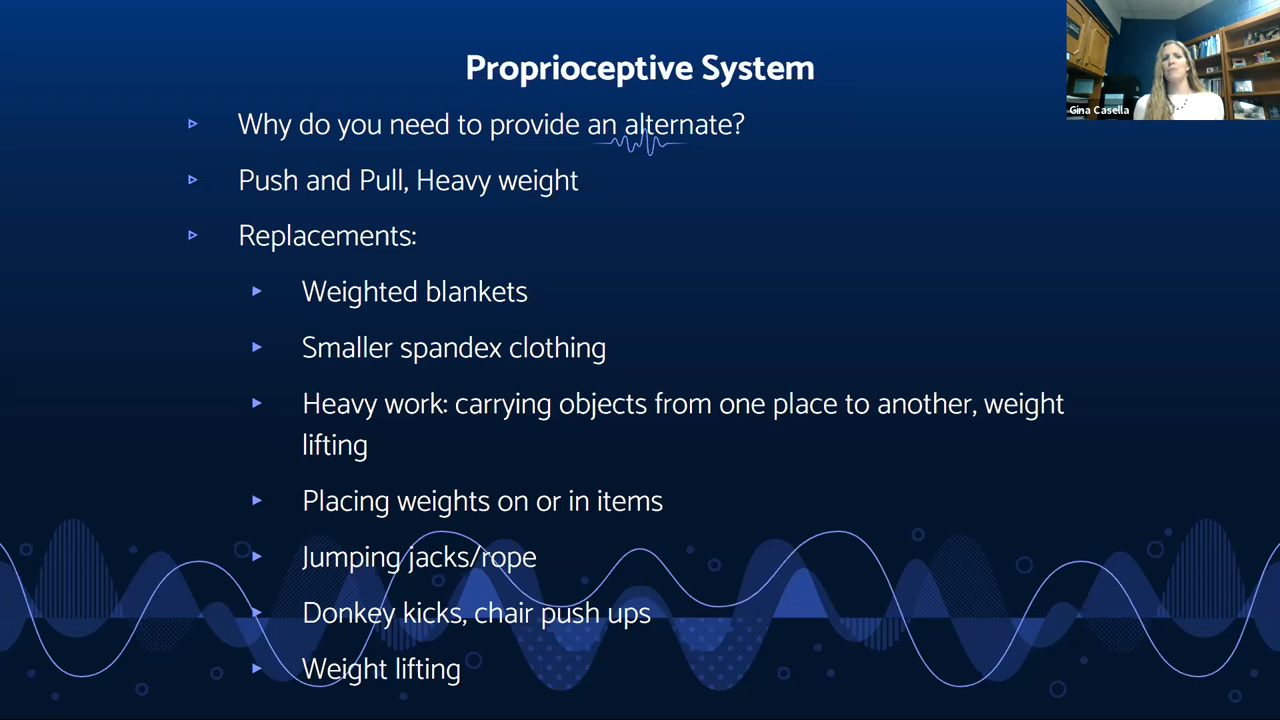 Proprioceptive System
Gina Casella
Why do you need to provide an alternate?
Push and Pull, Heavy weight
Replacements:
Weighted blankets
Smaller spandex clothing
Heavy work: carrying objects from one place to another, weight
lifting
Placing weights on or in items
Jumping jacks/rope
Donkey kicks, chair push ups
Weight lifting